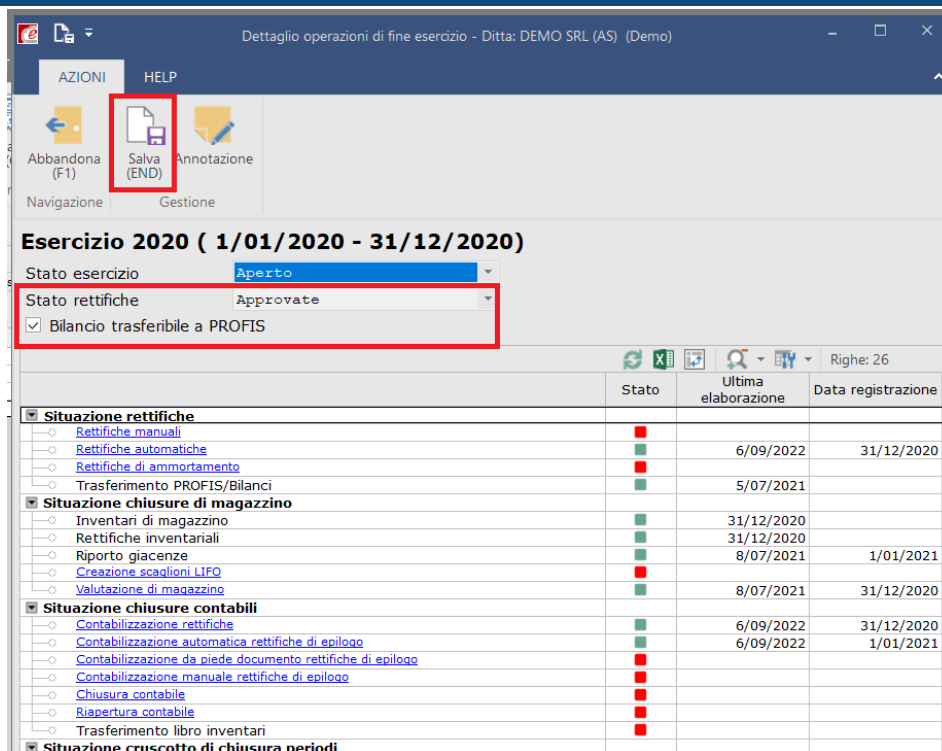 Dettaglio operazioni di fine esercizio - Ditta: DEMO SRL (AS) (Demo)
AZIONI HELP
Abbandona (F1)
Salva (END)
Annotazione
Navigazione Gestione
Esercizio 2020 ( 1/01/2020 - 31/12/2020)
Stato esercizio Aperto
Stato rettifiche Approvate
Bilancio trasferibile a PROFIS
Righe: 26
Stato Ultima elaborazione Data registrazione
Situazione rettifiche
Rettifiche manuali
Rettifiche automatiche 6/09/2022 31/12/2020
Rettifiche di ammortamento
Trasferimento PROFIS/Bilanci 5/07/2021
Situazione chiusure di magazzino
Inventari di magazzino 31/12/2020
Rettifiche inventariali 31/12/2020
Riporto giacenze 8/07/2021 1/01/2021
Creazione scaglioni LIFO
Valutazione di magazzino 8/07/2021 31/12/2020
Situazione chiusure contabili
Contabilizzazione rettifiche 6/09/2022 31/12/2020
Contabilizzazione automatica rettifiche di epilogo 6/09/2022 1/01/2021
Contabilizzazione da piede documento rettifiche di epilogo
Contabilizzazione manuale rettifiche di epilogo
Chiusura contabile
Riapertura contabile
Trasferimento libro inventari
Situazione cruscotto di chiusura periodi